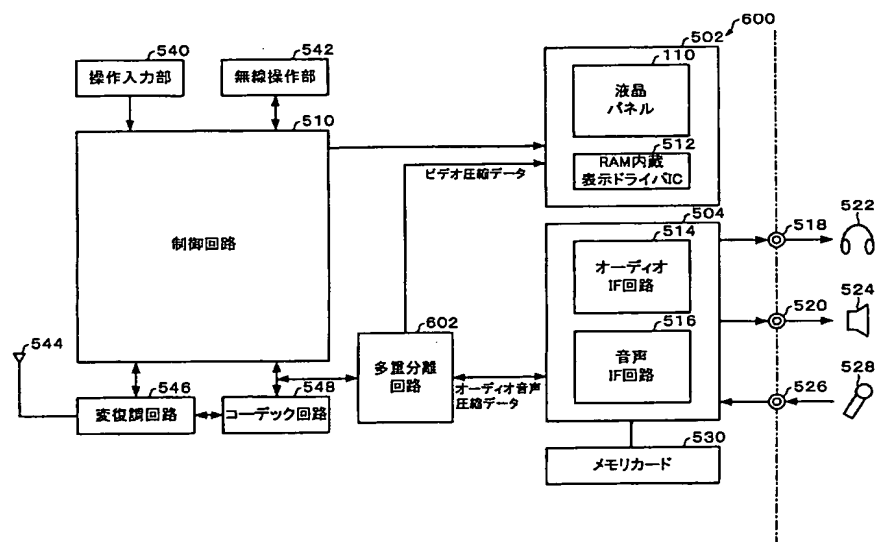 600
540
操作入力部
542
無線操作部
510
制御回路
502
110
液晶
パネル
512
RAM内蔵
表示ドライバIC
ビデオ圧縮データ
504
514
オーディオ
IF回路
516
音声
IF回路
518
522
520
524
526
528
602
多重分離
回路
オーディオ音声
圧縮データ
544
546
変復調回路
548
コーデック回路
530
メモリカード